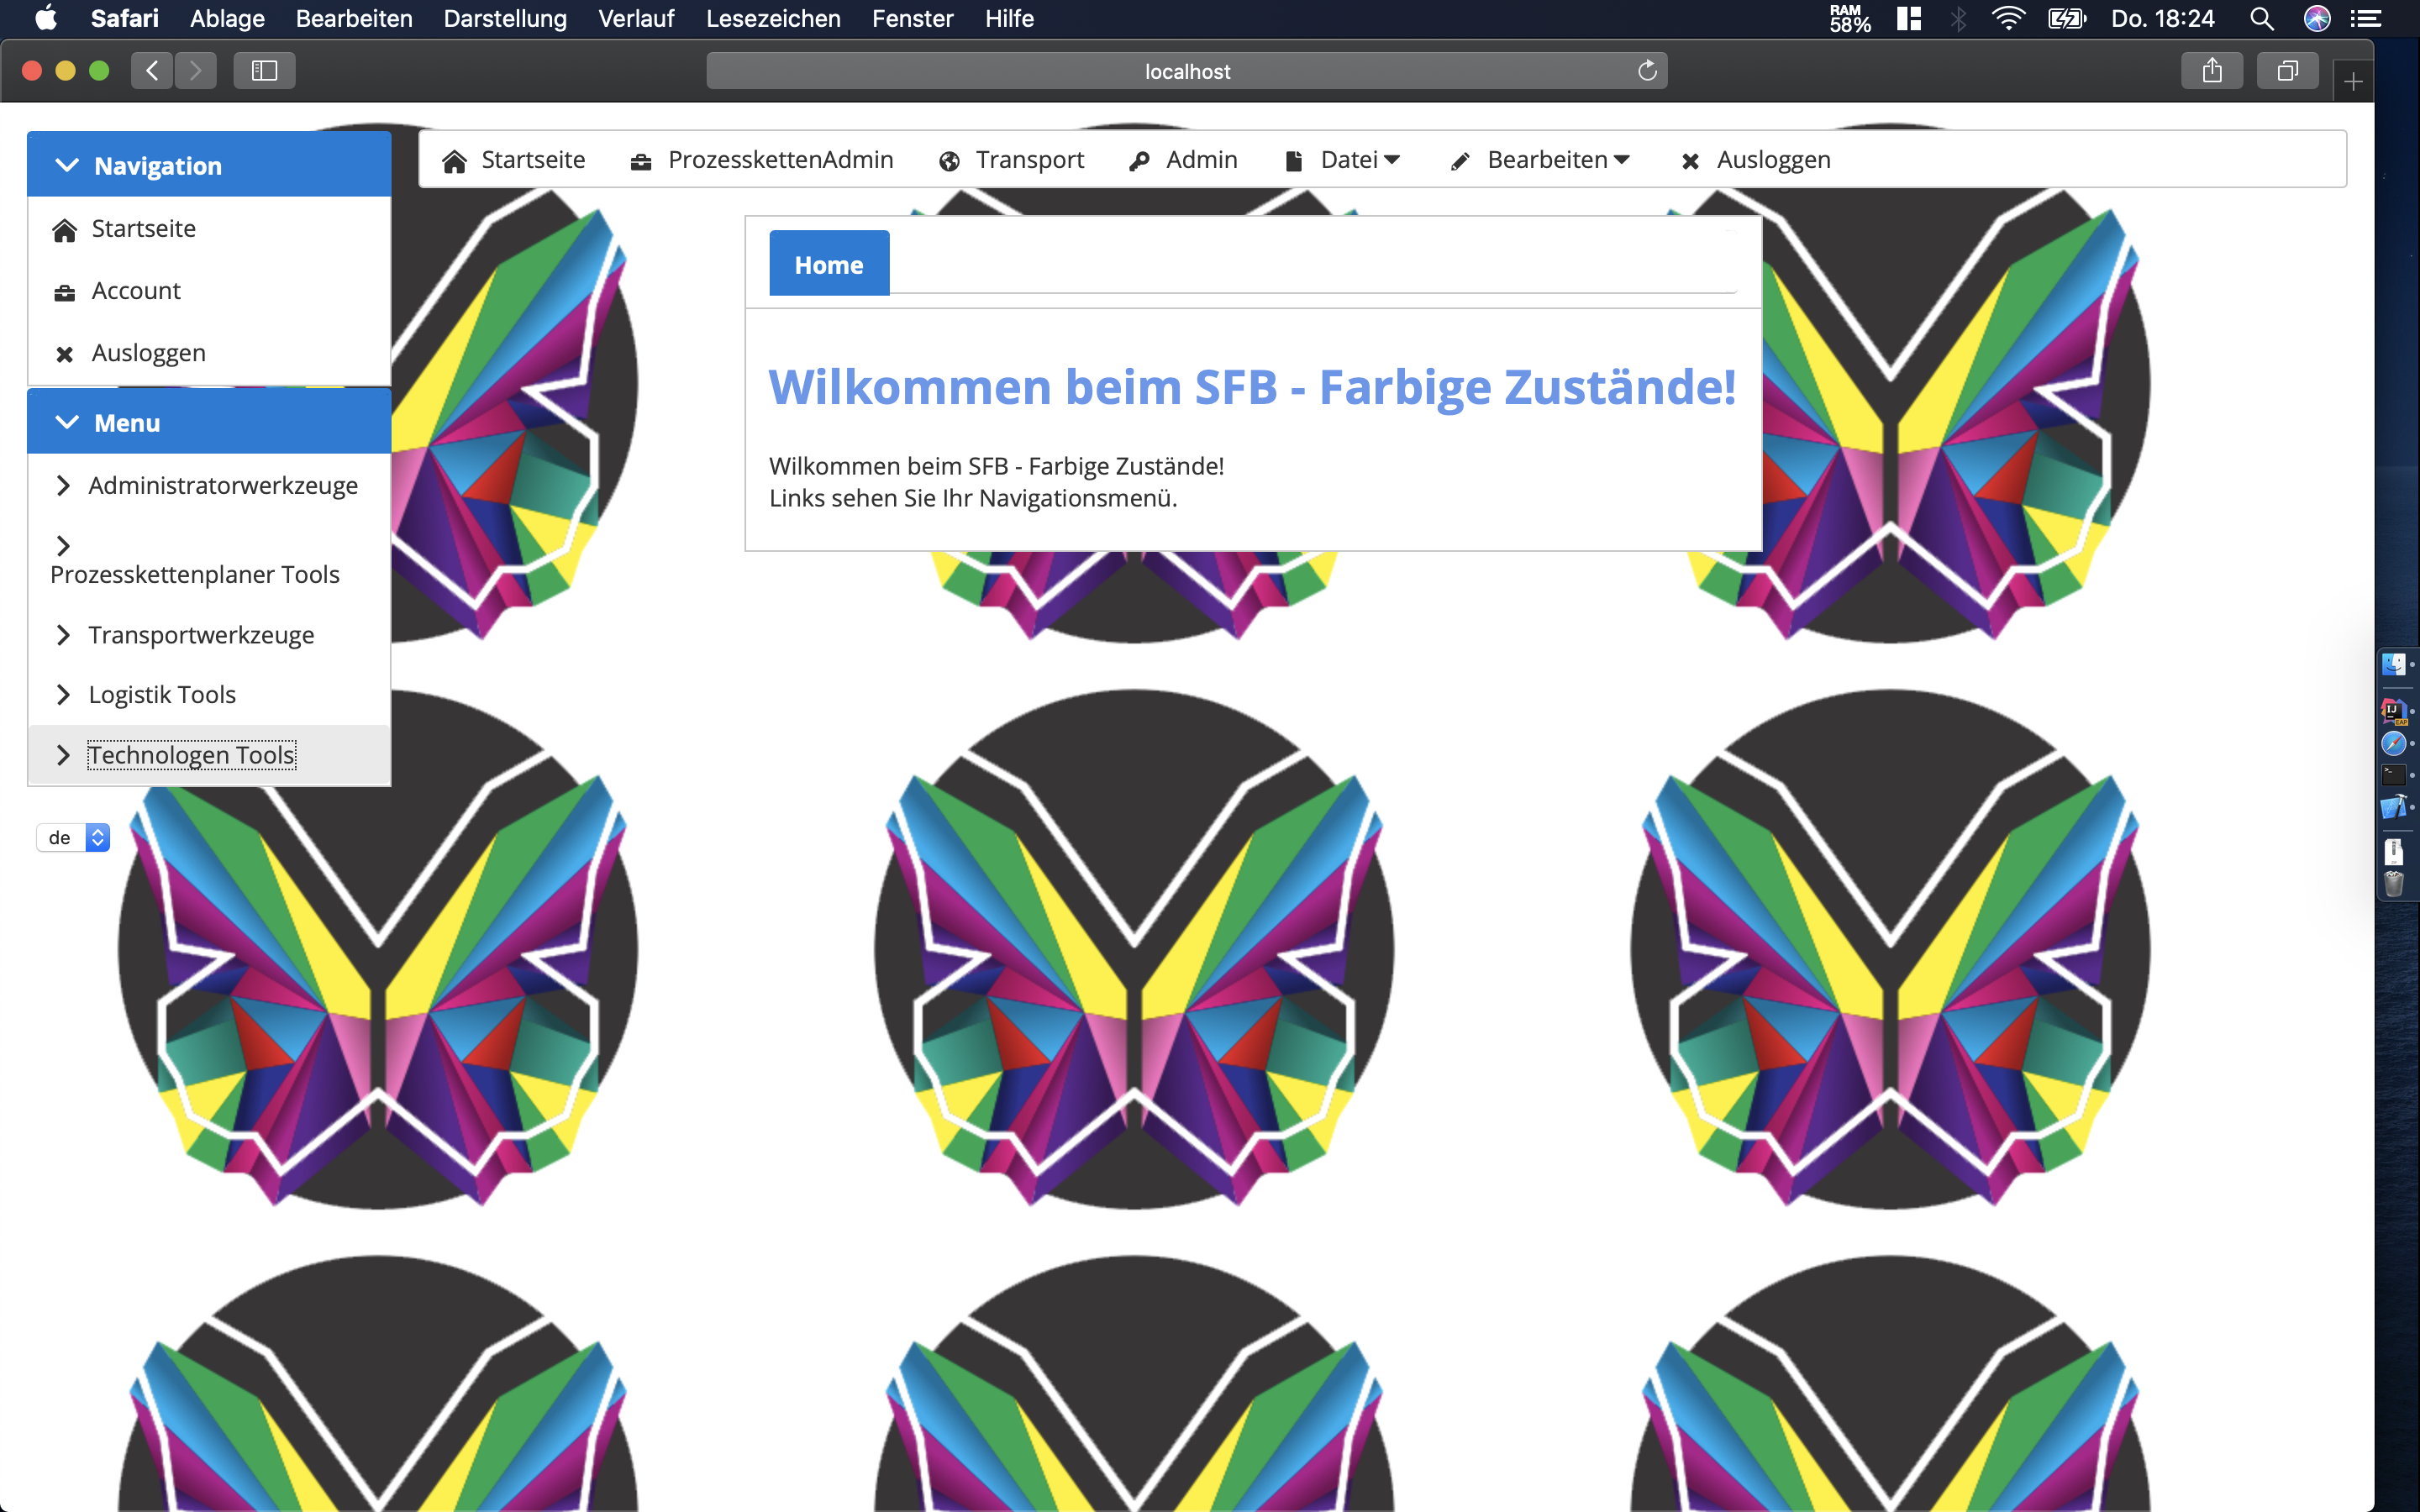 Safari Ablage Bearbeiten Darstellung Verlauf Lesezeichen Fenster Hilfe RAM 58% Do. 18:24
localhost
Navigation
Startseite
Account
Ausloggen
Menu
Administratorwerkzeuge
Prozesskettenplaner Tools
Transportwerkzeuge
Logistik Tools
Technologen Tools
de
Startseite ProzesskettenAdmin Transport Admin Datei Bearbeiten Ausloggen
Home
Wilkommen beim SFB - Farbige Zustände!
Wilkommen beim SFB - Farbige Zustände!
Links sehen Sie Ihr Navigationsmenü.
IJ
EAP